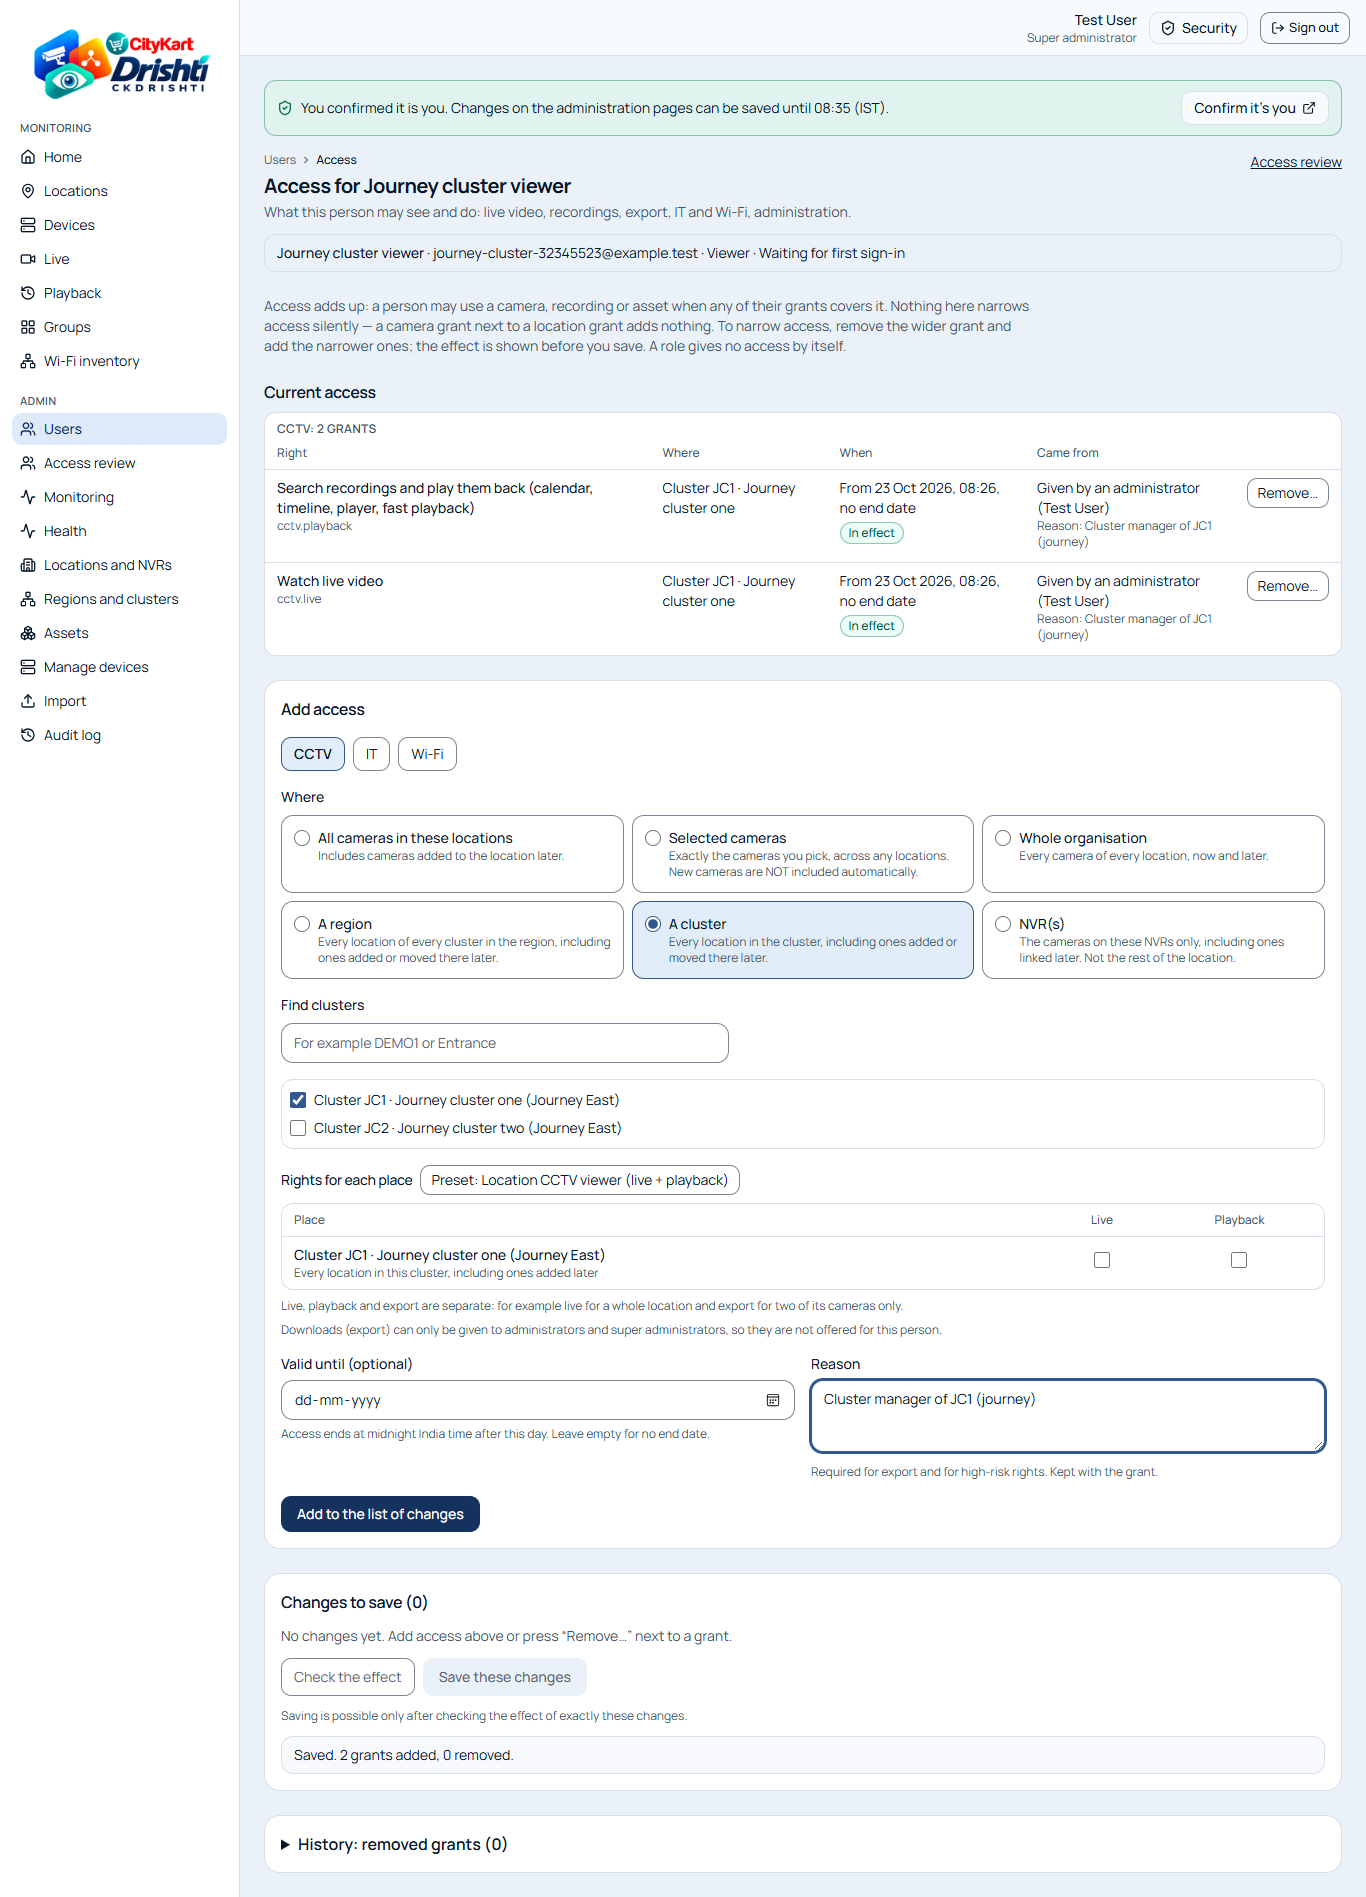 CityKart
Drishti
CKDRISHTI
Test User
Super administrator
Security
Sign out
MONITORING
Home
Locations
Devices
Live
Playback
Groups
Wi-Fi inventory
ADMIN
Users
Access review
Monitoring
Health
Locations and NVRs
Regions and clusters
Assets
Manage devices
Import
Audit log
You confirmed it is you. Changes on the administration pages can be saved until 08:35 (IST).
Confirm it's you
Users > Access
Access review
Access for Journey cluster viewer
What this person may see and do: live video, recordings, export, IT and Wi-Fi, administration.
Journey cluster viewer · journey-cluster-32345523@example.test · Viewer · Waiting for first sign-in
Access adds up: a person may use a camera, recording or asset when any of their grants covers it. Nothing here narrows
access silently — a camera grant next to a location grant adds nothing. To narrow access, remove the wider grant and
add the narrower ones; the effect is shown before you save. A role gives no access by itself.
Current access
CCTV: 2 GRANTS
Right Where When Came from
Search recordings and play them back (calendar,
timeline, player, fast playback)
cctv.playback
Cluster JC1 · Journey
cluster one
From 23 Oct 2026, 08:26,
no end date
In effect
Given by an administrator
(Test User)
Reason: Cluster manager of JC1
(journey)
Remove...
Watch live video
cctv.live
Cluster JC1 · Journey
cluster one
From 23 Oct 2026, 08:26,
no end date
In effect
Given by an administrator
(Test User)
Reason: Cluster manager of JC1
(journey)
Remove...
Add access
CCTV IT Wi-Fi
Where
All cameras in these locations
Includes cameras added to the location later.
Selected cameras
Exactly the cameras you pick, across any locations.
New cameras are NOT included automatically.
Whole organisation
Every camera of every location, now and later.
A region
Every location of every cluster in the region, including
ones added or moved there later.
A cluster
Every location in the cluster, including ones added or
moved there later.
NVR(s)
The cameras on these NVRs only, including ones
linked later. Not the rest of the location.
Find clusters
For example DEMO1 or Entrance
Cluster JC1 · Journey cluster one (Journey East)
Cluster JC2 · Journey cluster two (Journey East)
Rights for each place
Preset: Location CCTV viewer (live + playback)
Place Live Playback
Cluster JC1 · Journey cluster one (Journey East)
Every location in this cluster, including ones added later
Live, playback and export are separate: for example live for a whole location and export for two of its cameras only.
Downloads (export) can only be given to administrators and super administrators, so they are not offered for this person.
Valid until (optional)
dd-mm-yyyy
Access ends at midnight India time after this day. Leave empty for no end date.
Reason
Cluster manager of JC1 (journey)
Required for export and for high-risk rights. Kept with the grant.
Add to the list of changes
Changes to save (0)
No changes yet. Add access above or press “Remove…” next to a grant.
Check the effect
Save these changes
Saving is possible only after checking the effect of exactly these changes.
Saved. 2 grants added, 0 removed.
History: removed grants (0)